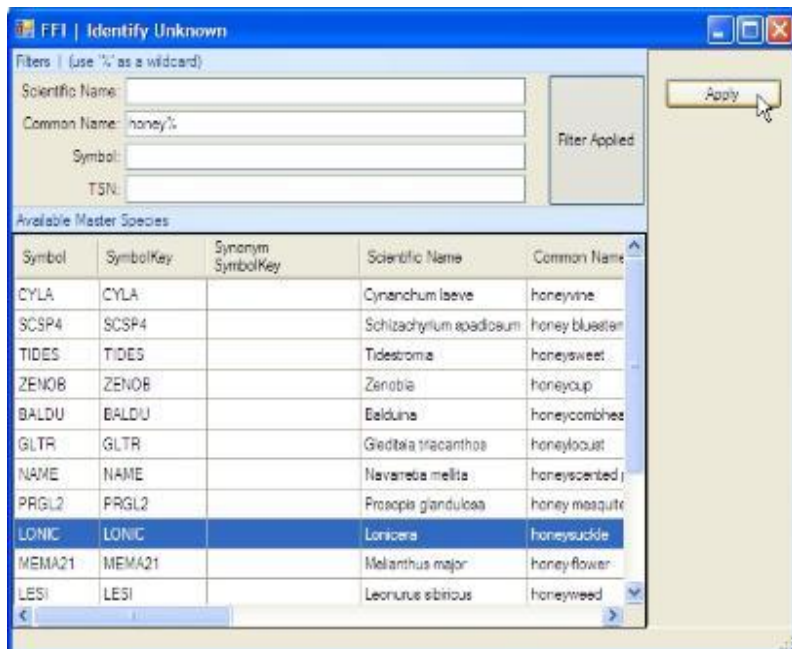 FFI | Identify Unknown
Filters | (use '%' as a wildcard)
Scientific Name:
Common Name: honey%
Symbol:
TSN:
Filter Applied
Apply
Available Master Species
Symbol SymbolKey Synonym SymbolKey Scientific Name Common Name
CYLA CYLA Cynanchum laeve honeyvine
SCSP4 SCSP4 Schizachyrium spadiceum honey bluestem
TIDES TIDES Tidestromia honeysweet
ZENOB ZENOB Zenobia honeycup
BALDU BALDU Balduina honeycombhea
GLTR GLTR Gleditsia triacanthos honeylocust
NAME NAME Navarretia mellita honeyscented p
PRGL2 PRGL2 Prosopis glandulosa honey mesquite
LONIC LONIC Lonicera honeysuckle
MEMA21 MEMA21 Melianthus major honey-flower
LESI LESI Leonurus sibiricus honeyweed